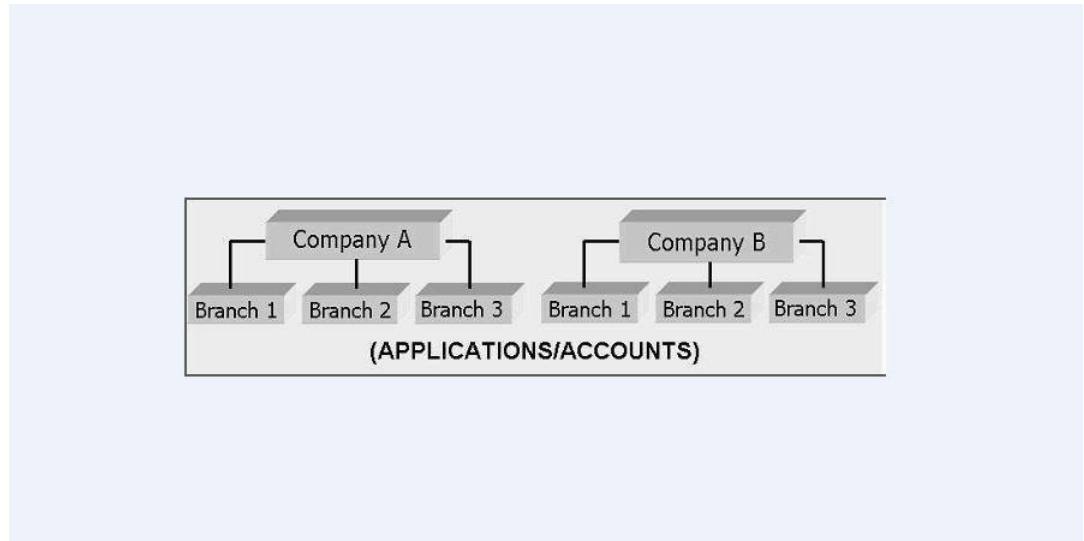 Company A
Company B
Branch 1
Branch 2
Branch 3
Branch 1
Branch 2
Branch 3
(APPLICATIONS/ACCOUNTS)